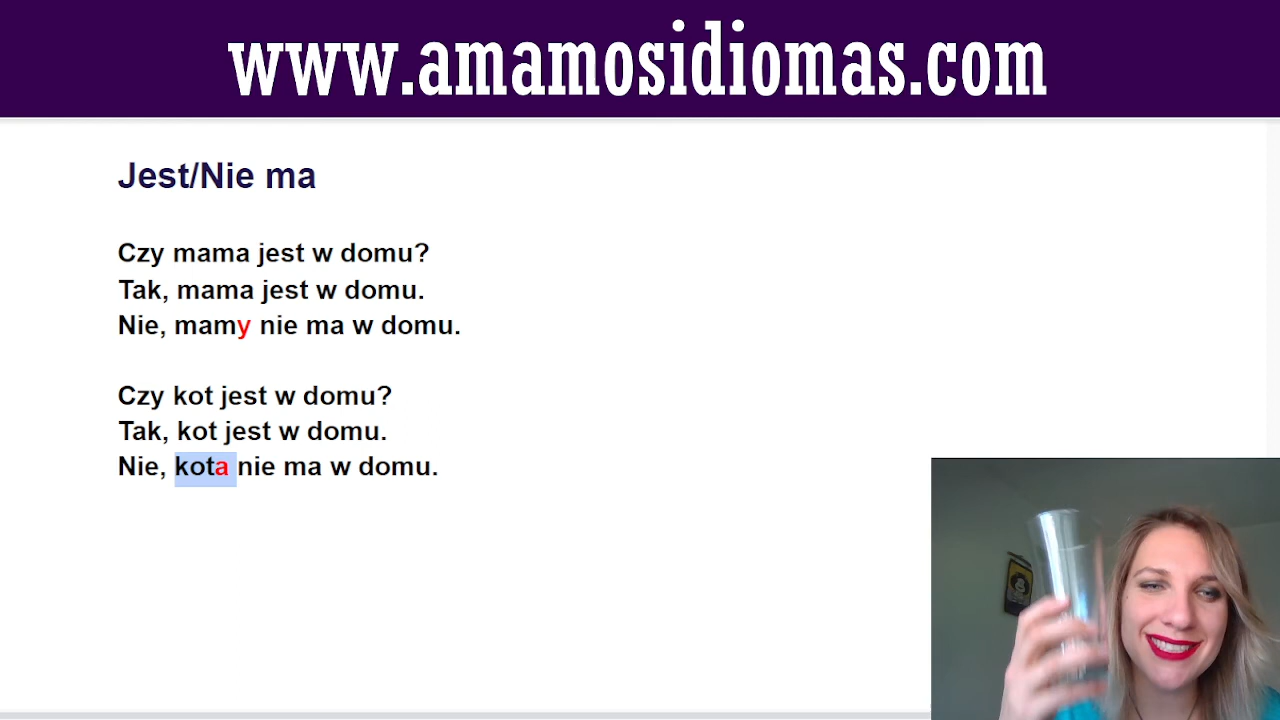 www.amamosidiomas.com
Jest/Nie ma
Czy mama jest w domu?
Tak, mama jest w domu.
Nie, mamy nie ma w domu.
Czy kot jest w domu?
Tak, kot jest w domu.
Nie, kota nie ma w domu.